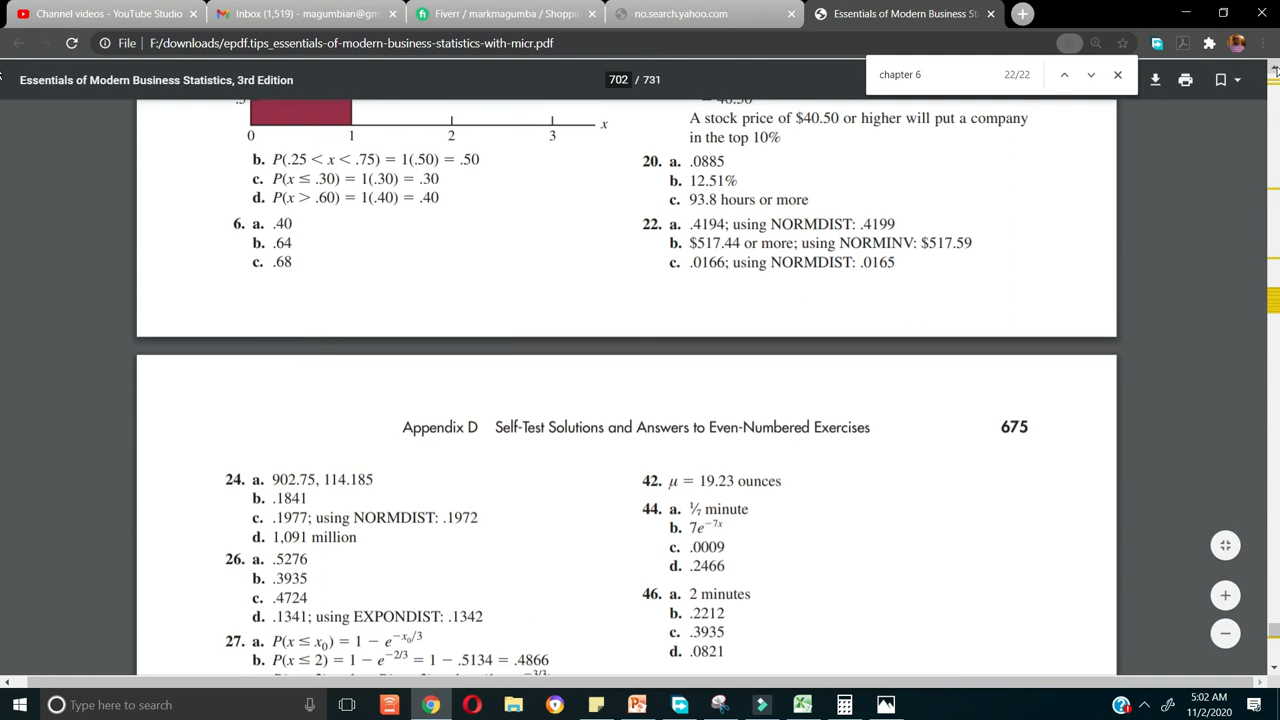 Channel videos - YouTube Studio
Inbox (1,519) - magumbian@gm
Fiverr / markmagumba / Shoppin
no.search.yahoo.com
Essentials of Modern Business St
File F:/downloads/epdf.tips_essentials-of-modern-business-statistics-with-micr.pdf
Essentials of Modern Business Statistics, 3rd Edition
702 / 731
chapter 6 22/22
0 1 2 3 x
b. P(.25 < x < .75) = 1(.50) = .50
c. P(x ≤ .30) = 1(.30) = .30
d. P(x > .60) = 1(.40) = .40
6. a. .40
b. .64
c. .68
= 40.50
A stock price of $40.50 or higher will put a company
in the top 10%
20. a. .0885
b. 12.51%
c. 93.8 hours or more
22. a. .4194; using NORMDIST: .4199
b. $517.44 or more; using NORMINV: $517.59
c. .0166; using NORMDIST: .0165
Appendix D Self-Test Solutions and Answers to Even-Numbered Exercises 675
24. a. 902.75, 114.185
b. .1841
c. .1977; using NORMDIST: .1972
d. 1,091 million
26. a. .5276
b. .3935
c. .4724
d. .1341; using EXPONDIST: .1342
27. a. P(x ≤ x₀) = 1 − e^−x₀/3
b. P(x ≤ 2) = 1 − e^−2/3 = 1 − .5134 = .4866
42. μ = 19.23 ounces
44. a. ⅐ minute
b. 7e^−7x
c. .0009
d. .2466
46. a. 2 minutes
b. .2212
c. .3935
d. .0821
Type here to search
5:02 AM
11/2/2020